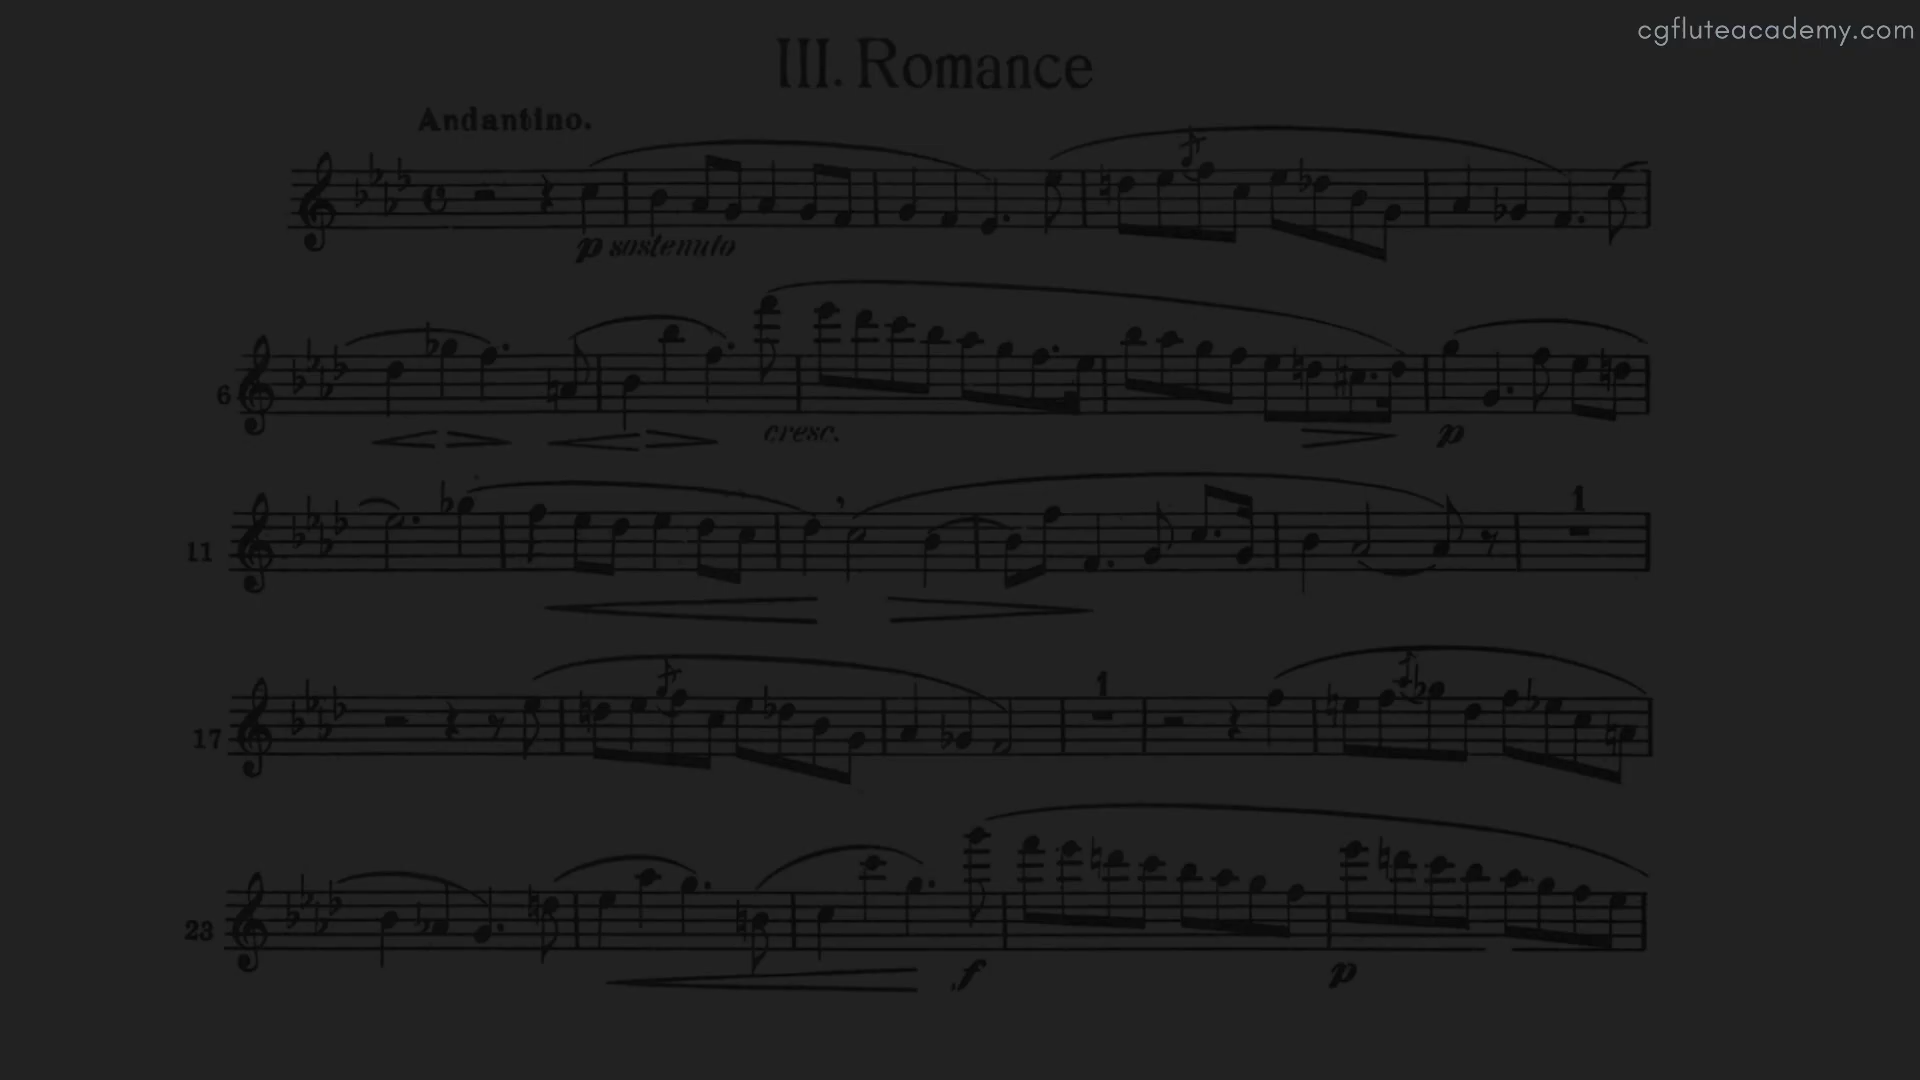 cgfluteacademy.com
III. Romance
Andantino.
p sostenuto
6
cresc.
p
11
1
17
1
23
f
p